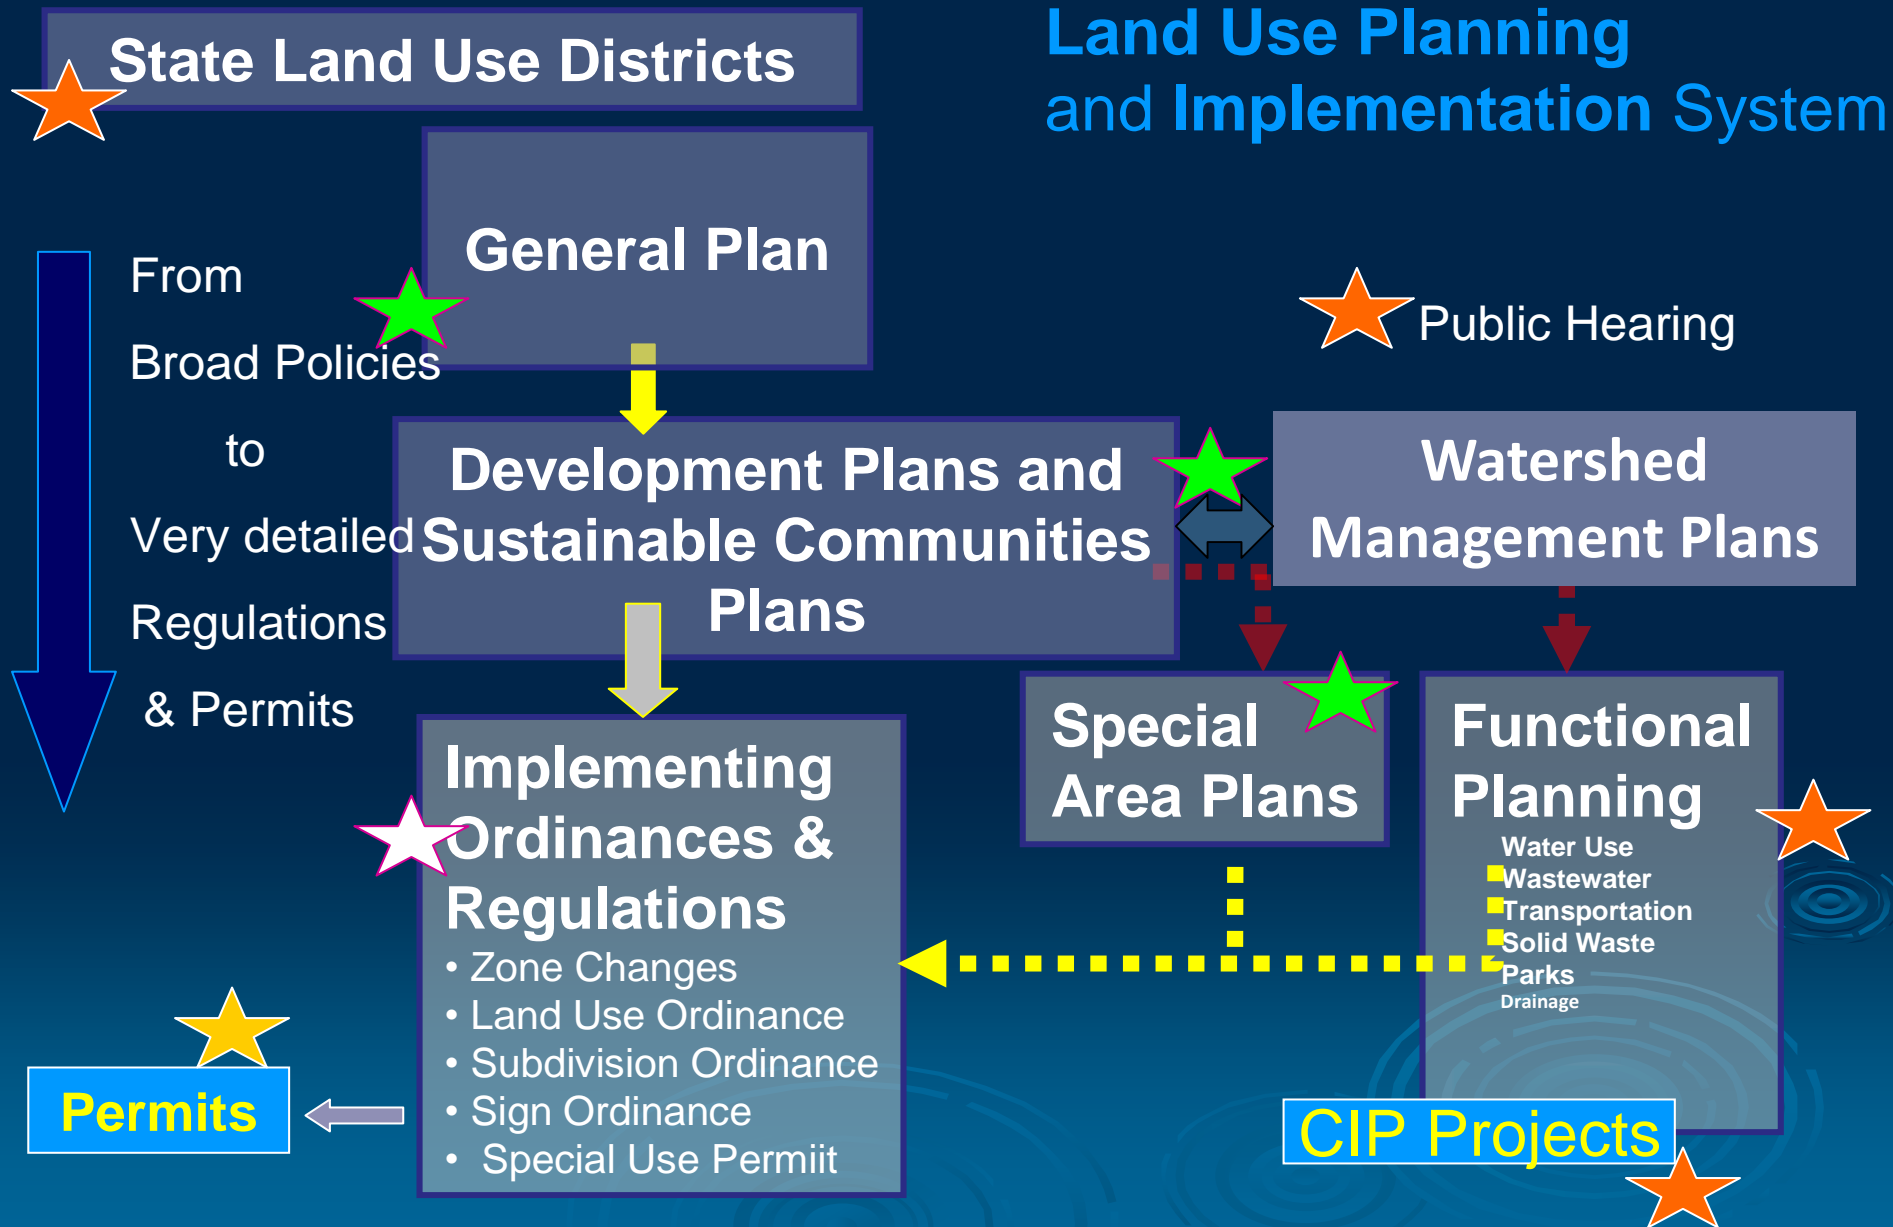 State Land Use Districts
Land Use Planning
and Implementation System
General Plan
From
Broad Policies
to
Very detailed
Regulations
& Permits
Public Hearing
Development Plans and
Sustainable Communities
Plans
Watershed
Management Plans
Implementing
Ordinances &
Regulations
• Zone Changes
• Land Use Ordinance
• Subdivision Ordinance
• Sign Ordinance
• Special Use Permiit
Special
Area Plans
Functional
Planning
Water Use
Wastewater
Transportation
Solid Waste
Parks
Drainage
Permits
CIP Projects